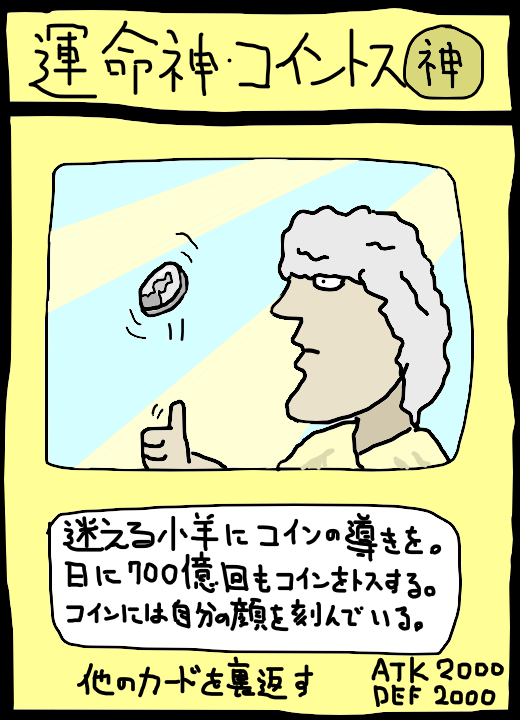 運命神・コイントス 神
迷える小羊にコインの導きを。
日に700億回もコインをトスする。
コインには自分の顔を刻んでいる。
他のカードを裏返す
ATK 2000
DEF 2000